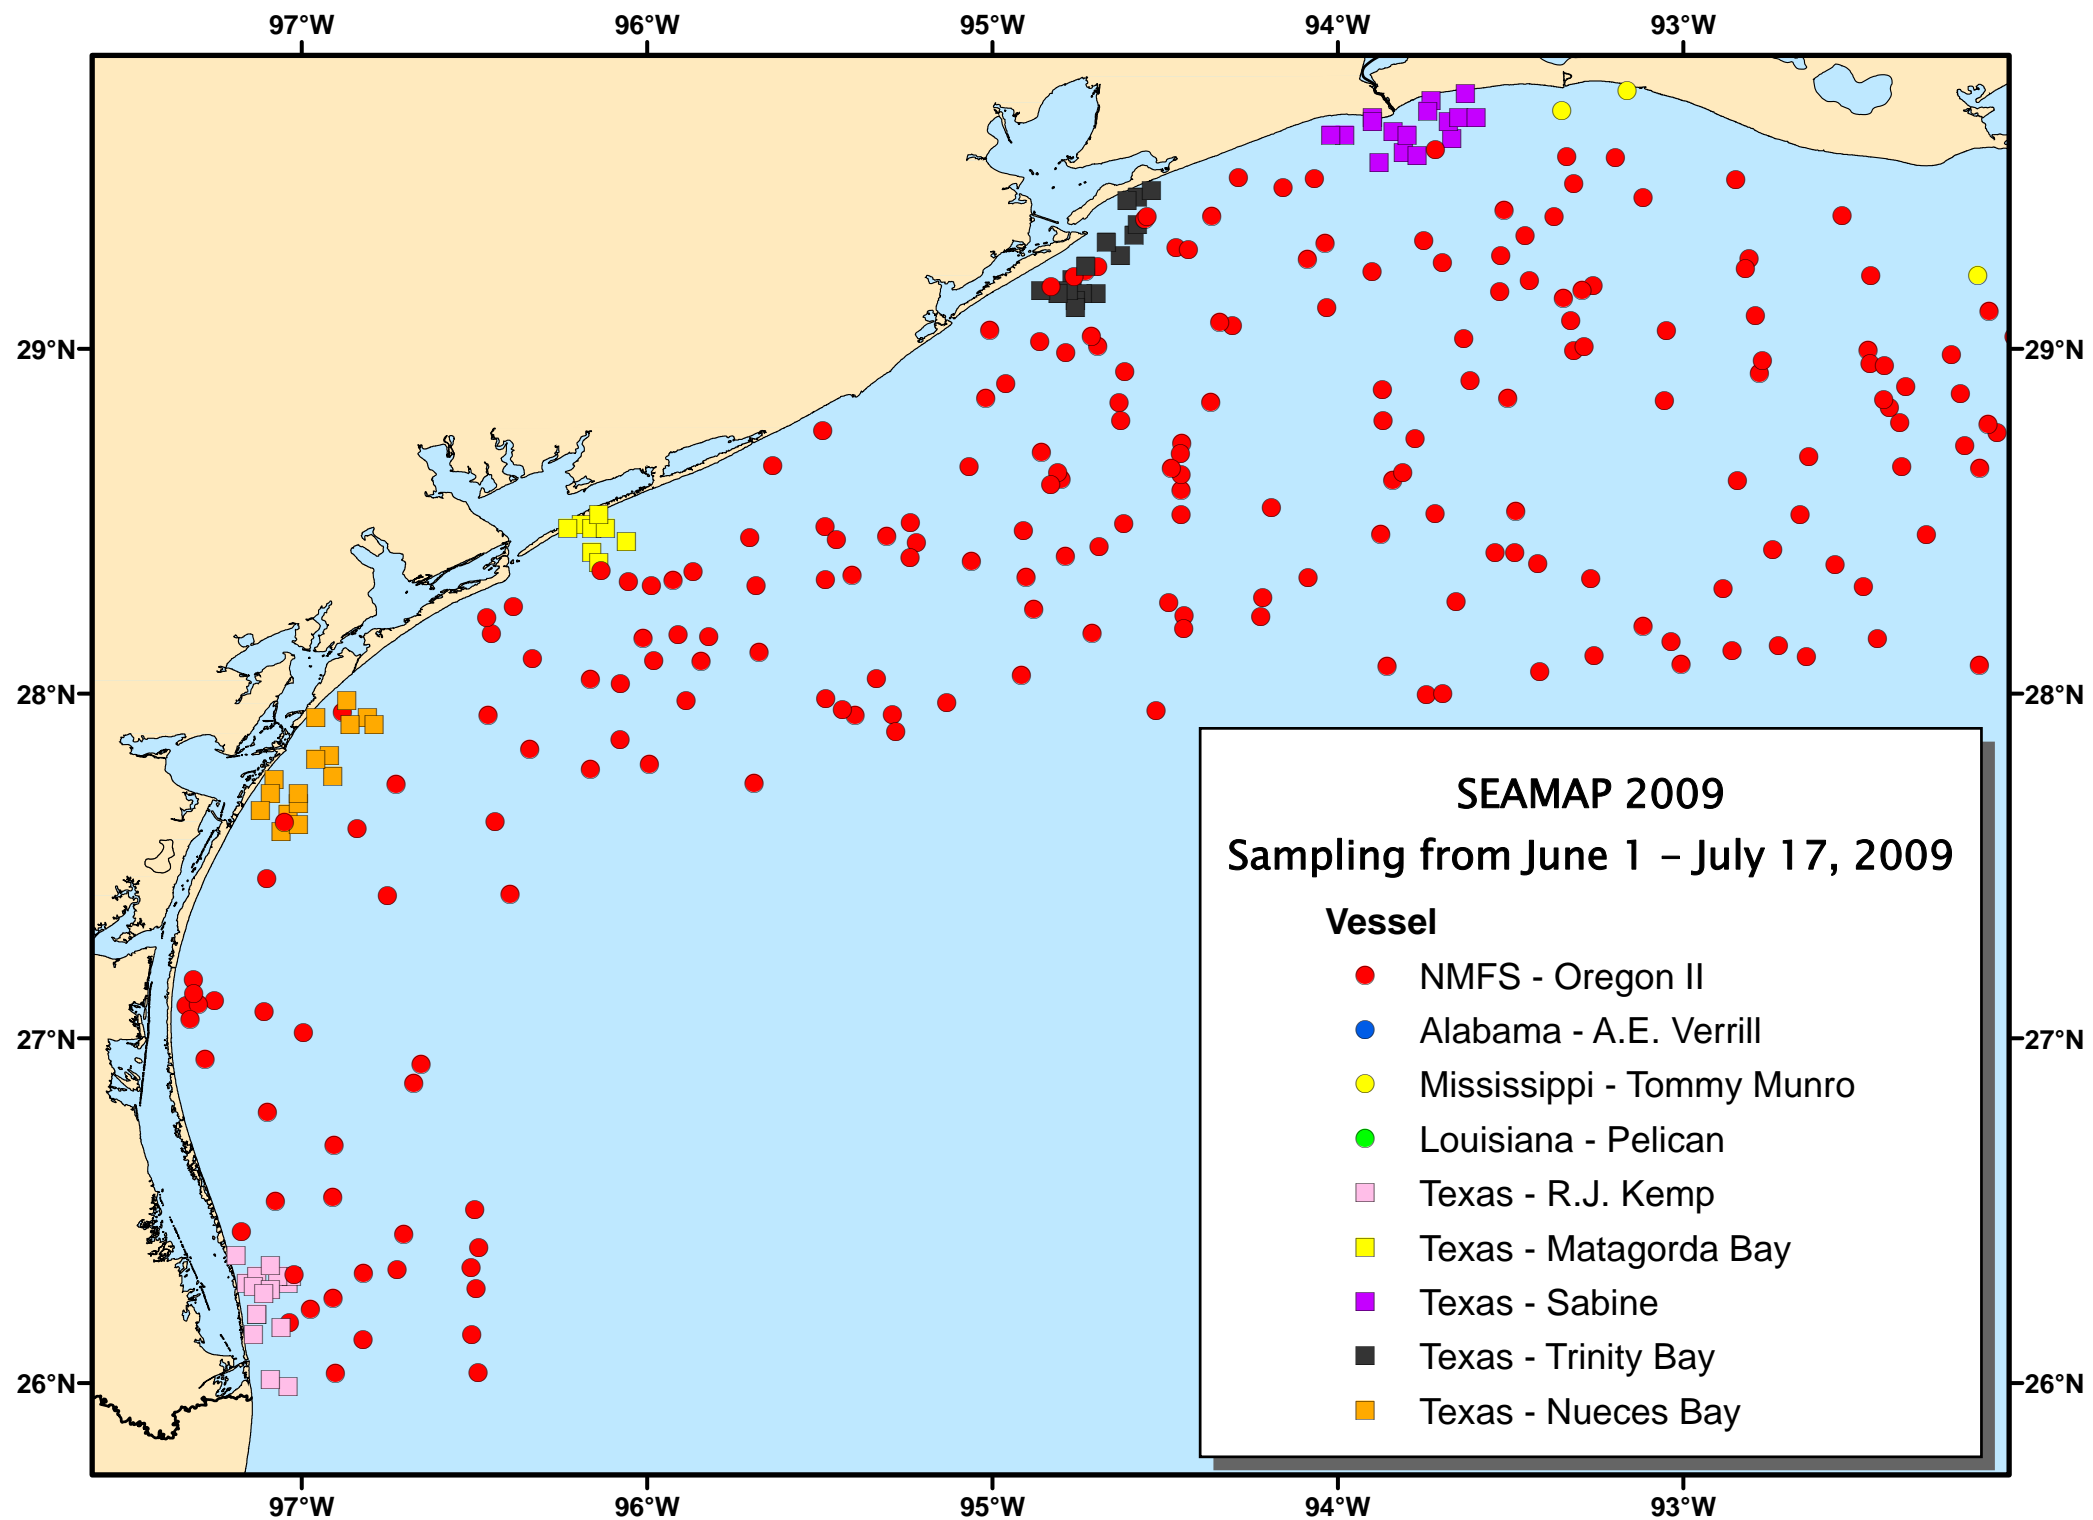 97°W 96°W 95°W 94°W 93°W
29°N 29°N
28°N 28°N
SEAMAP 2009
Sampling from June 1 – July 17, 2009
Vessel
NMFS - Oregon II
27°N Alabama - A.E. Verrill 27°N
Mississippi - Tommy Munro
Louisiana - Pelican
Texas - R.J. Kemp
Texas - Matagorda Bay
Texas - Sabine
Texas - Trinity Bay
26°N 26°N
Texas - Nueces Bay
97°W 96°W 95°W 94°W 93°W